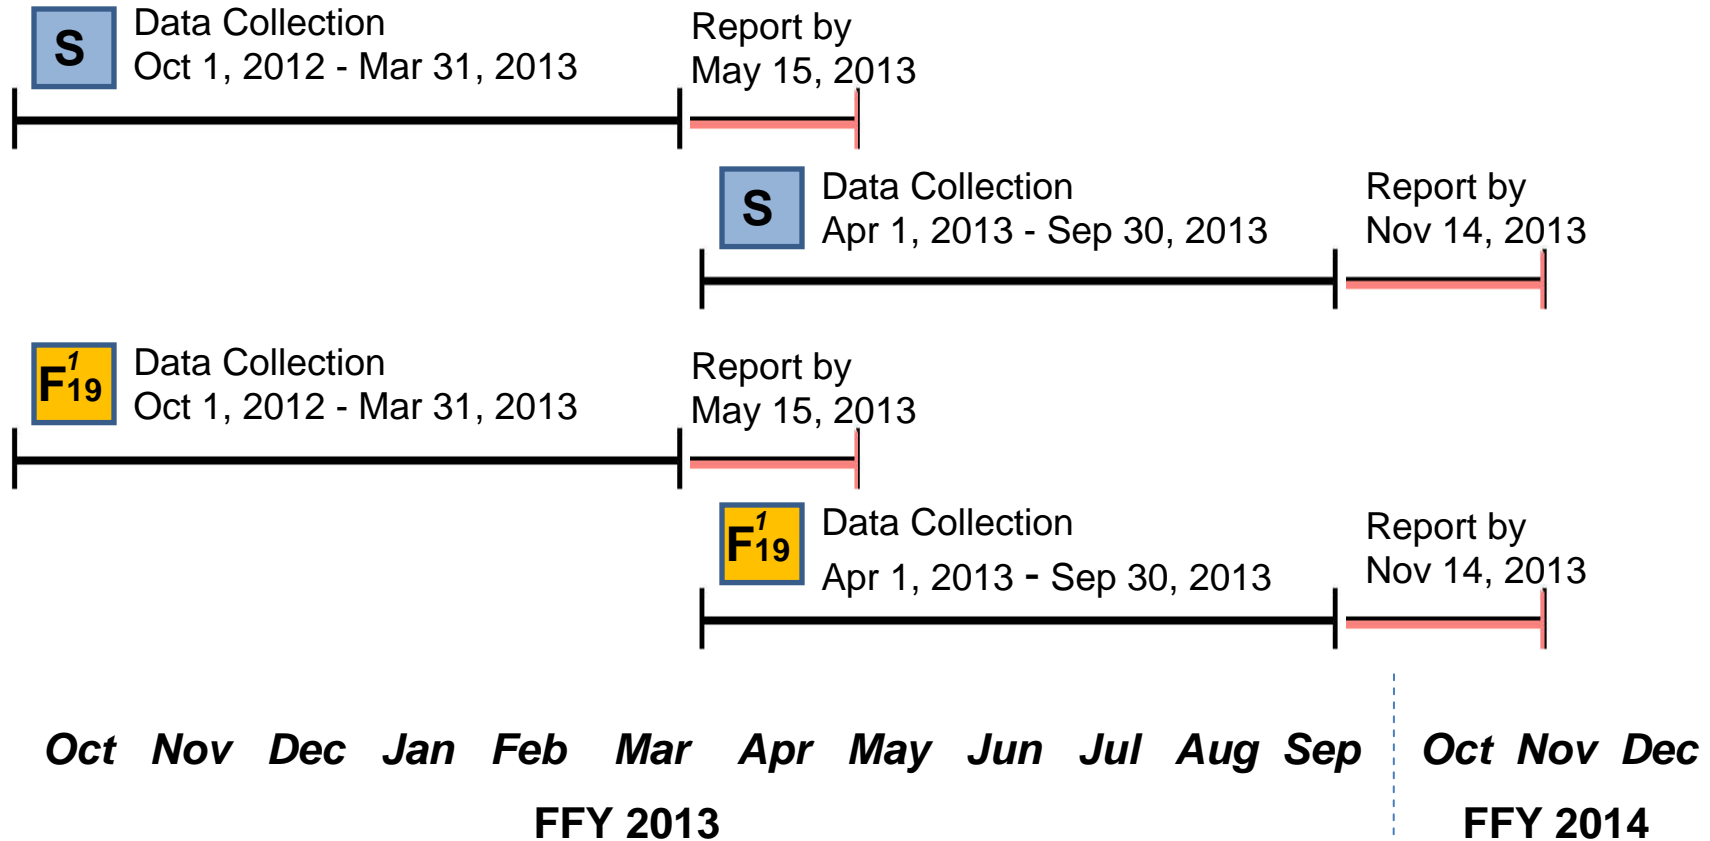 S
Data Collection
Oct 1, 2012 - Mar 31, 2013
Report by
May 15, 2013
S
Data Collection
Apr 1, 2013 - Sep 30, 2013
Report by
Nov 14, 2013
F¹19
Data Collection
Oct 1, 2012 - Mar 31, 2013
Report by
May 15, 2013
F¹19
Data Collection
Apr 1, 2013 - Sep 30, 2013
Report by
Nov 14, 2013
Oct Nov Dec Jan Feb Mar Apr May Jun Jul Aug Sep Oct Nov Dec
FFY 2013 FFY 2014